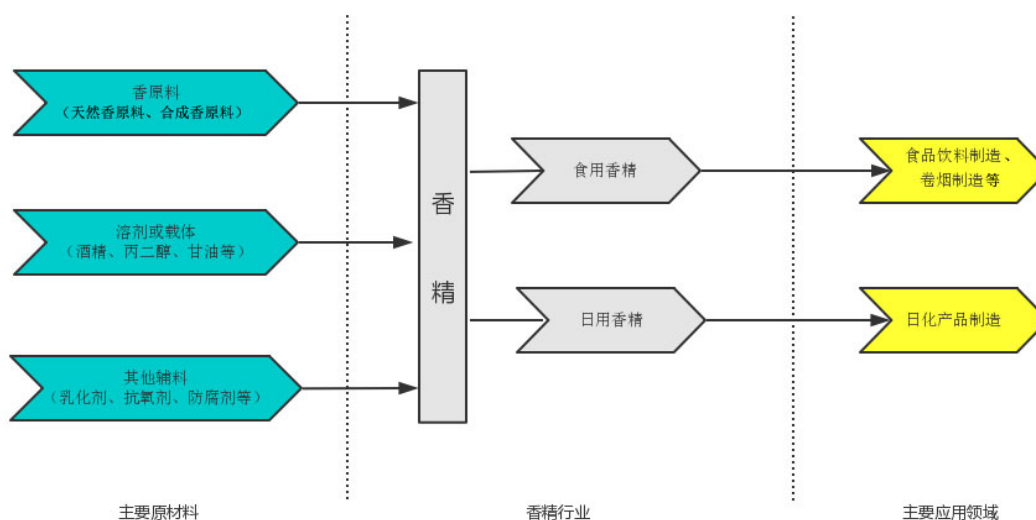 香原料
（天然香原料、合成香原料）
溶剂或载体
（酒精、丙二醇、甘油等）
其他辅料
（乳化剂、抗氧剂、防腐剂等）
香
精
食用香精
日用香精
食品饮料制造、
卷烟制造等
日化产品制造
主要原材料
香精行业
主要应用领域